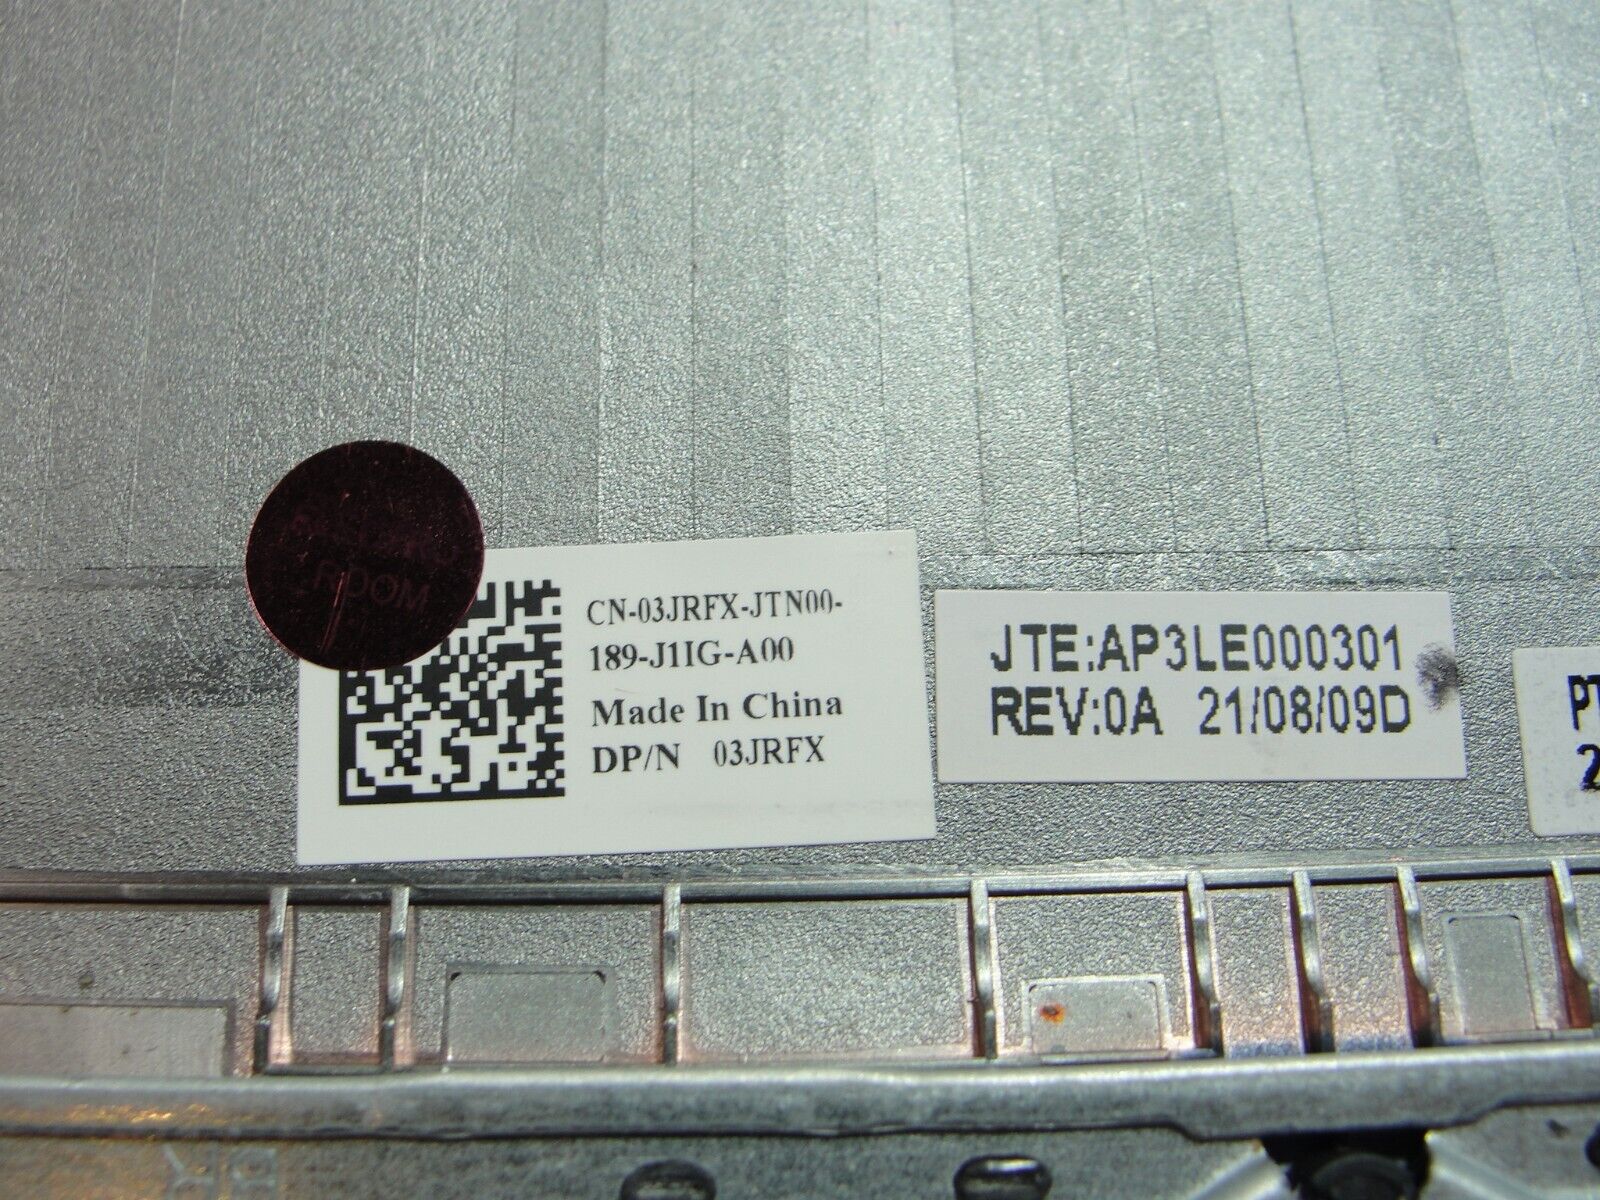 CN-03JRFX-JTN00-
189-J1IG-A00
Made In China
DP/N 03JRFX
JTE:AP3LE000301
REV:0A 21/08/09D